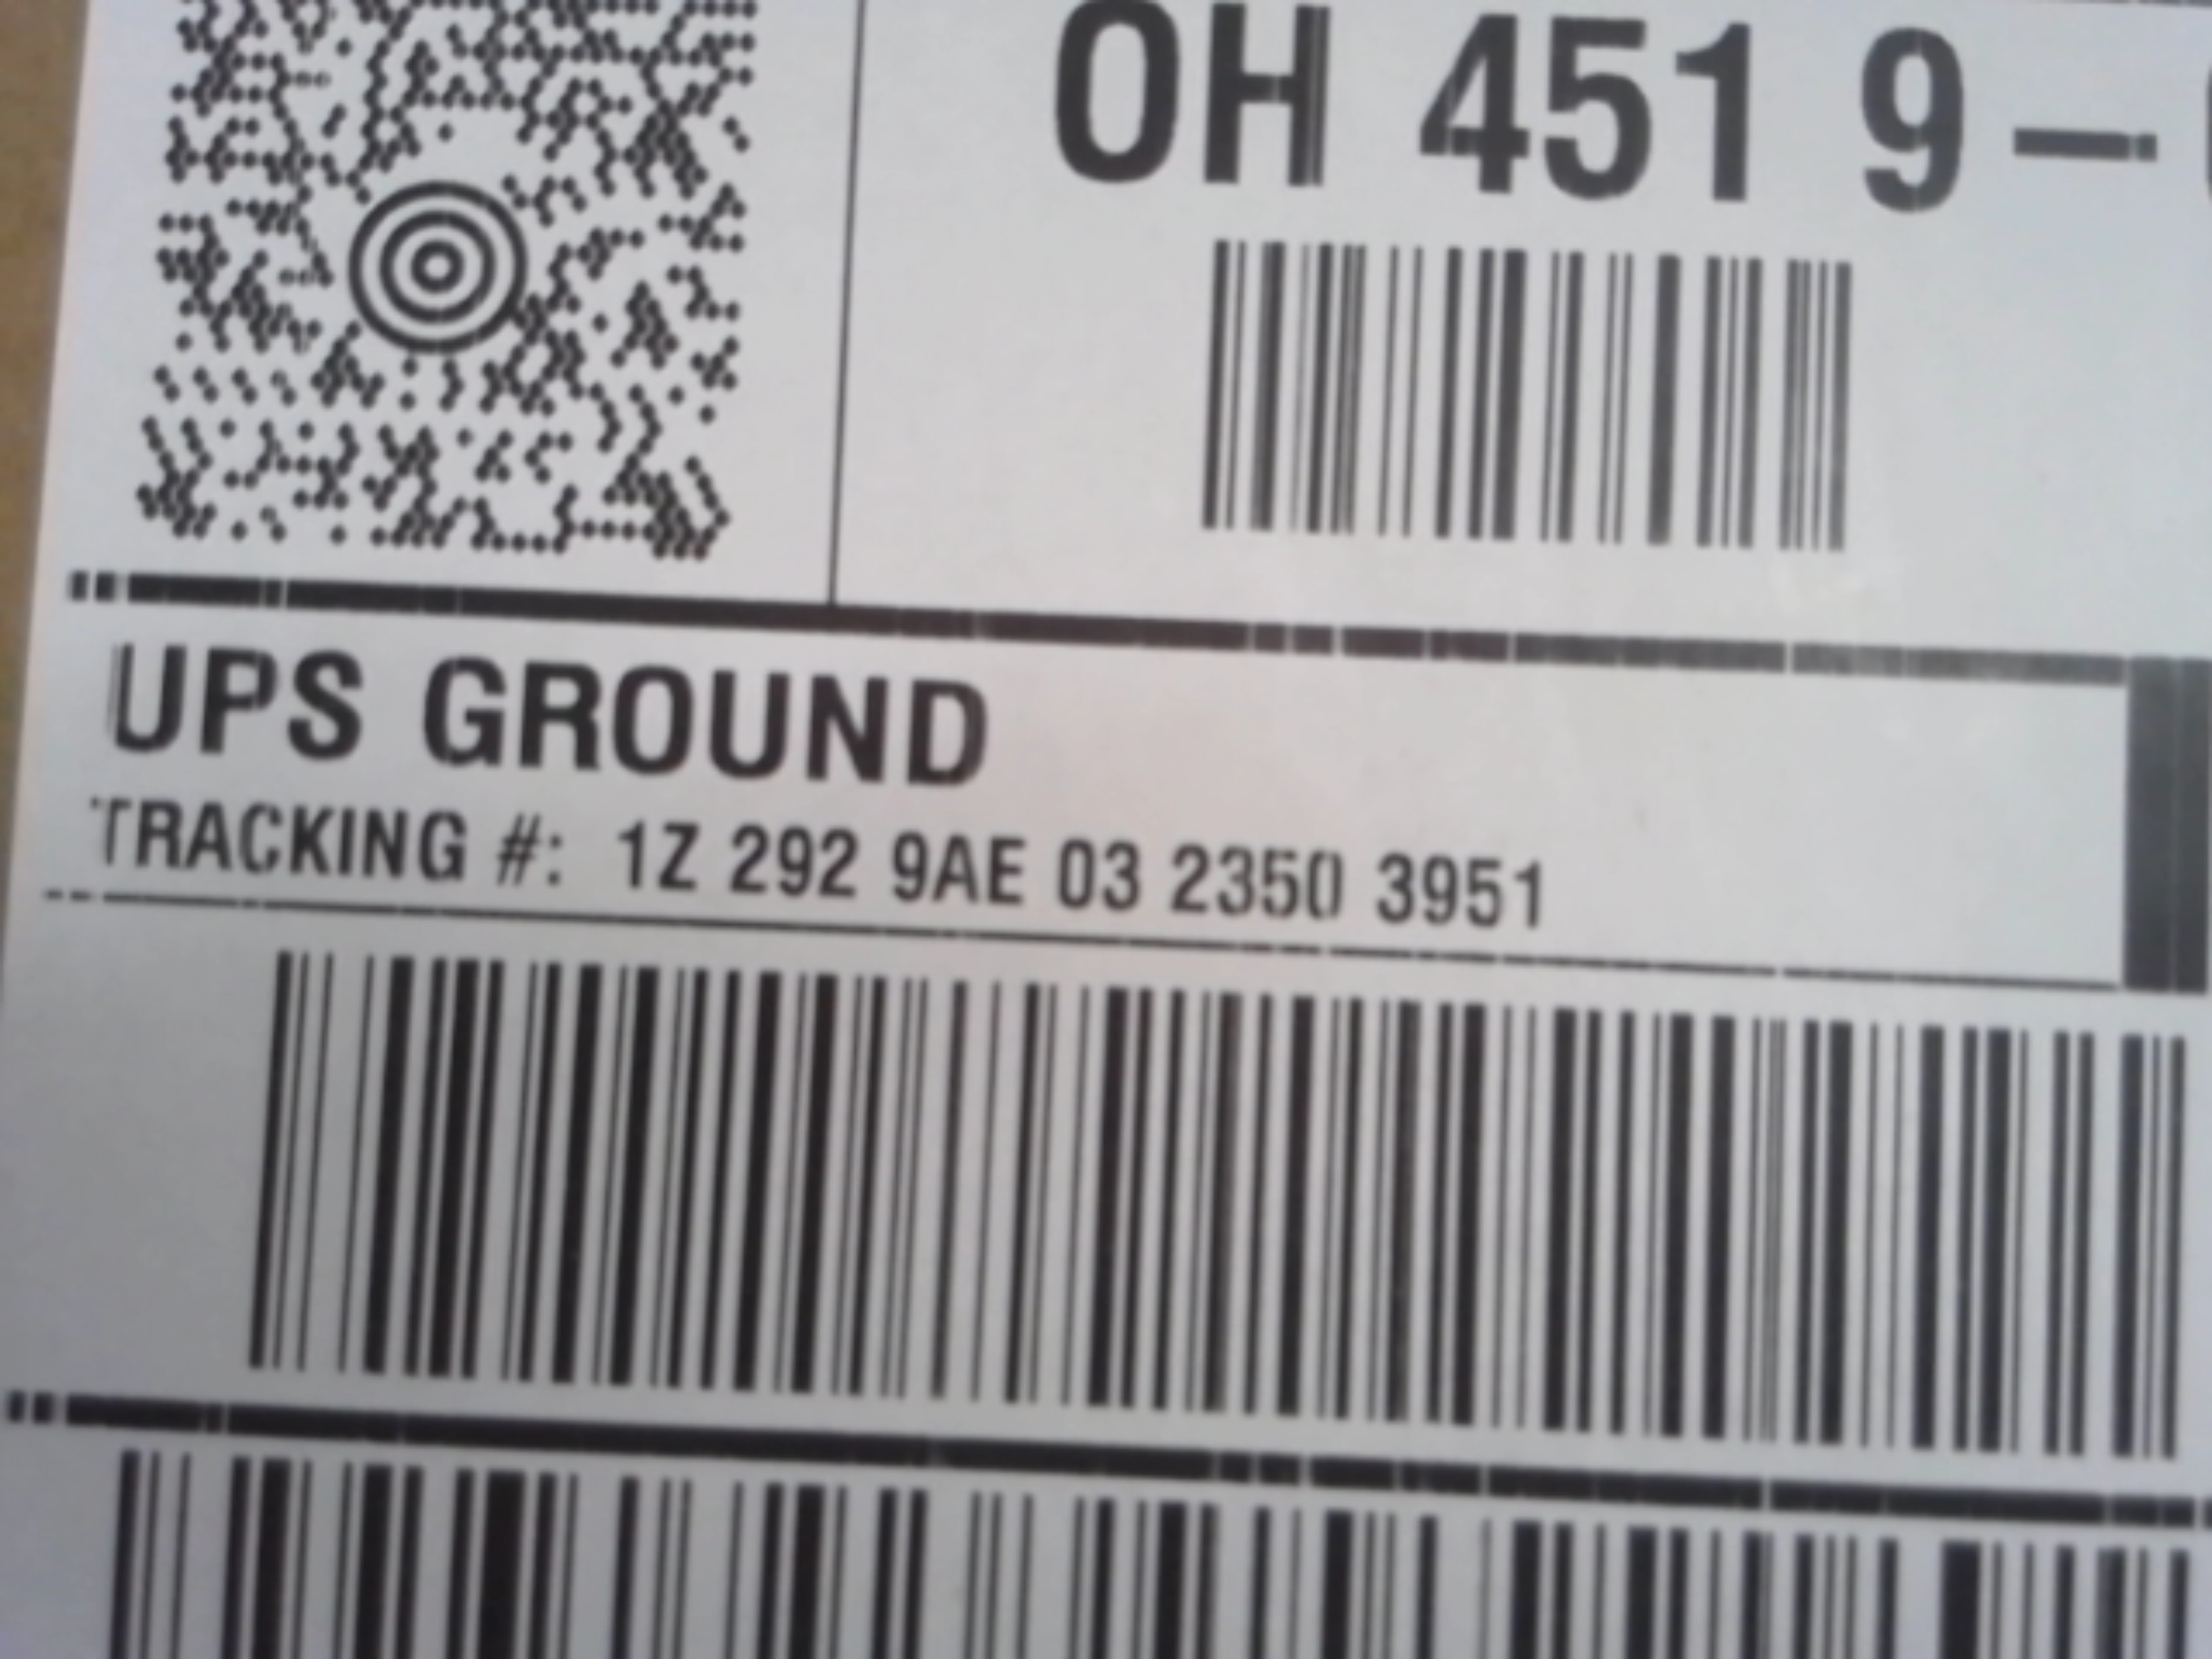 OH 451 9-
UPS GROUND
TRACKING #: 1Z 292 9AE 03 2350 3951